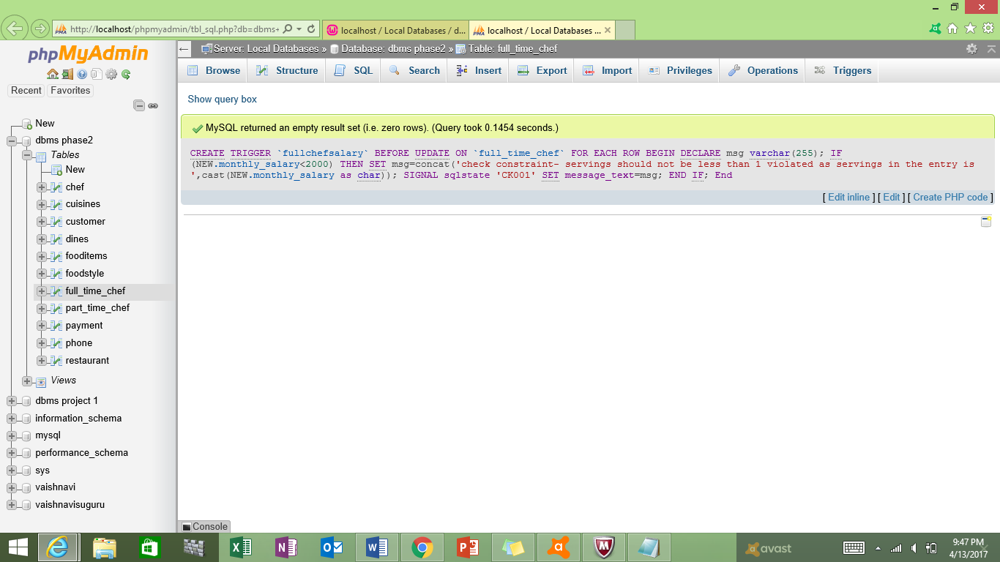 http://localhost/phpmyadmin/tbl_sql.php?db=dbms+
localhost / Local Databases / d...
localhost / Local Databases ...
phpMyAdmin
Recent Favorites
New
dbms phase2
Tables
New
chef
cuisines
customer
dines
fooditems
foodstyle
full_time_chef
part_time_chef
payment
phone
restaurant
Views
dbms project 1
information_schema
mysql
performance_schema
sys
vaishnavi
vaishnavisuguru
Server: Local Databases » Database: dbms phase2 » Table: full_time_chef
Browse Structure SQL Search Insert Export Import Privileges Operations Triggers
Show query box
MySQL returned an empty result set (i.e. zero rows). (Query took 0.1454 seconds.)
CREATE TRIGGER `fullchefsalary` BEFORE UPDATE ON `full_time_chef` FOR EACH ROW BEGIN DECLARE msg varchar(255); IF
(NEW.monthly_salary<2000) THEN SET msg=concat('check constraint- servings should not be less than 1 violated as servings in the entry is
',cast(NEW.monthly_salary as char)); SIGNAL sqlstate 'CK001' SET message_text=msg; END IF; End
[ Edit inline ] [ Edit ] [ Create PHP code ]
Console
avast
9:47 PM
4/13/2017